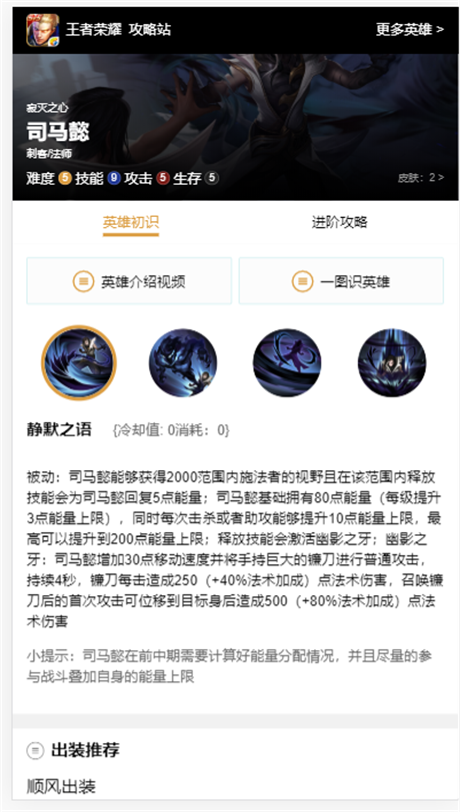 王者荣耀 攻略站
更多英雄 >
寂灭之心
司马懿
刺客/法师
难度 5 技能 9 攻击 5 生存 5
皮肤：2 >
英雄初识
进阶攻略
英雄介绍视频
一图识英雄
静默之语 {冷却值: 0消耗：0}
被动：司马懿能够获得2000范围内施法者的视野且在该范围内释放
技能会为司马懿回复5点能量；司马懿基础拥有80点能量（每级提升
3点能量上限），同时每次击杀或者助攻能够提升10点能量上限，最
高可以提升到200点能量上限；释放技能会激活幽影之牙；幽影之
牙：司马懿增加30点移动速度并将手持巨大的镰刀进行普通攻击，
持续4秒，镰刀每击造成250（+40%法术加成）点法术伤害，召唤镰
刀后的首次攻击可位移到目标身后造成500（+80%法术加成）点法
术伤害
小提示：司马懿在前中期需要计算好能量分配情况，并且尽量的参
与战斗叠加自身的能量上限
出装推荐
顺风出装